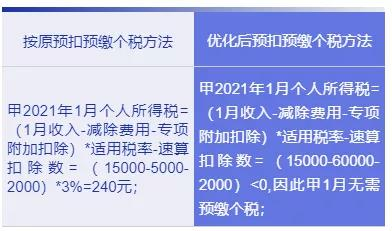 按原预扣预缴个税方法
优化后预扣预缴个税方法
甲2021年1月个人所得税=
（1月收入-减除费用-专项
附加扣除）*适用税率-速算
扣除数=（15000-5000-
2000）*3%=240元；
甲2021年1月个人所得税=
（1月收入-减除费用-专项
附加扣除）*适用税率-速算
扣除数=（15000-60000-
2000）<0,因此甲1月无需
预缴个税；